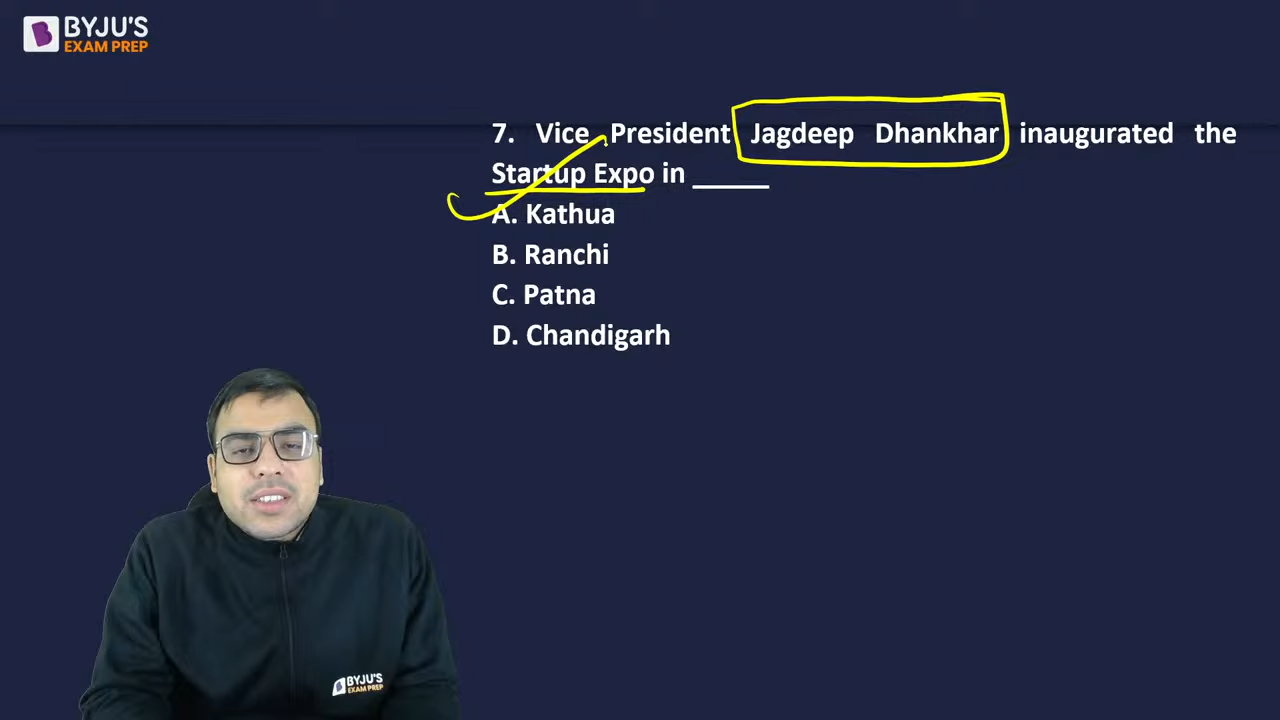 BYJU'S
EXAM PREP
7. Vice President Jagdeep Dhankhar inaugurated the
Startup Expo in _____
A. Kathua
B. Ranchi
C. Patna
D. Chandigarh
BYJU'S
EXAM PREP